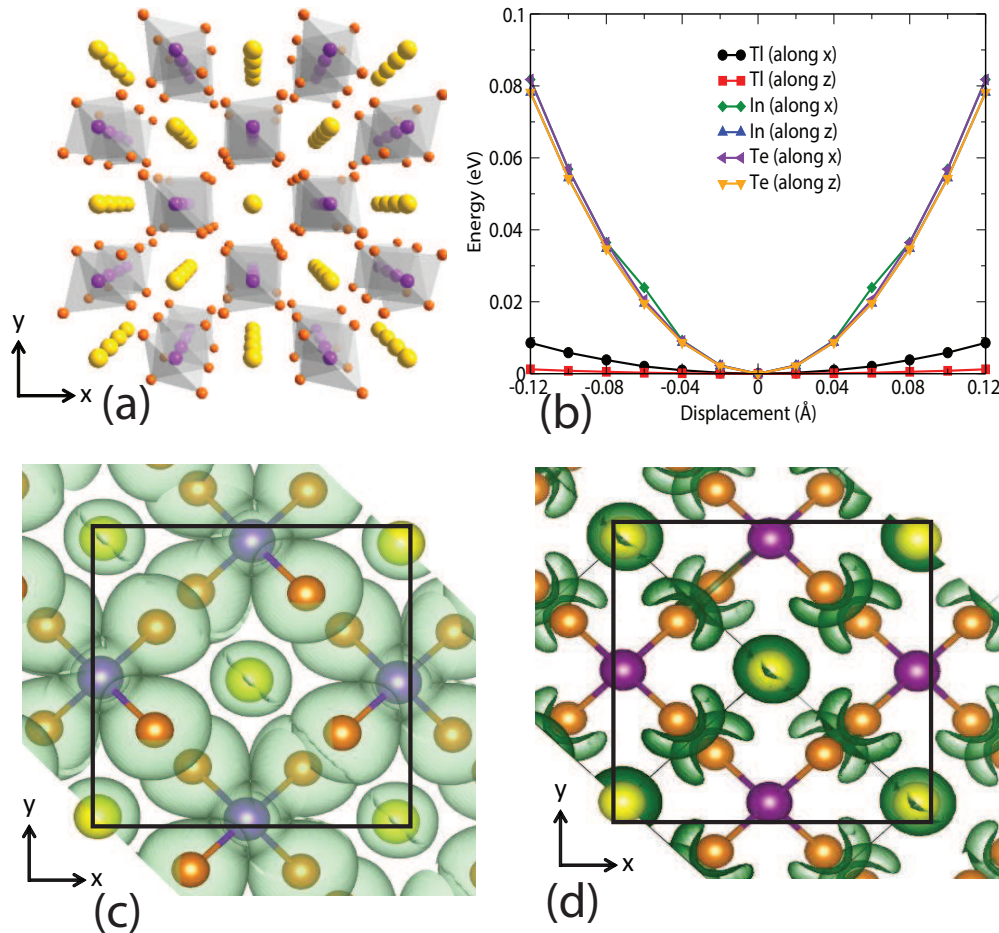 y
x
(a)
0.1
0.08
0.06
0.04
0.02
0
Energy (eV)
Tl (along x)
Tl (along z)
In (along x)
In (along z)
Te (along x)
Te (along z)
-0.12
-0.08
-0.04
0
0.04
0.08
0.12
Displacement (Å)
(b)
y
x
(c)
y
x
(d)